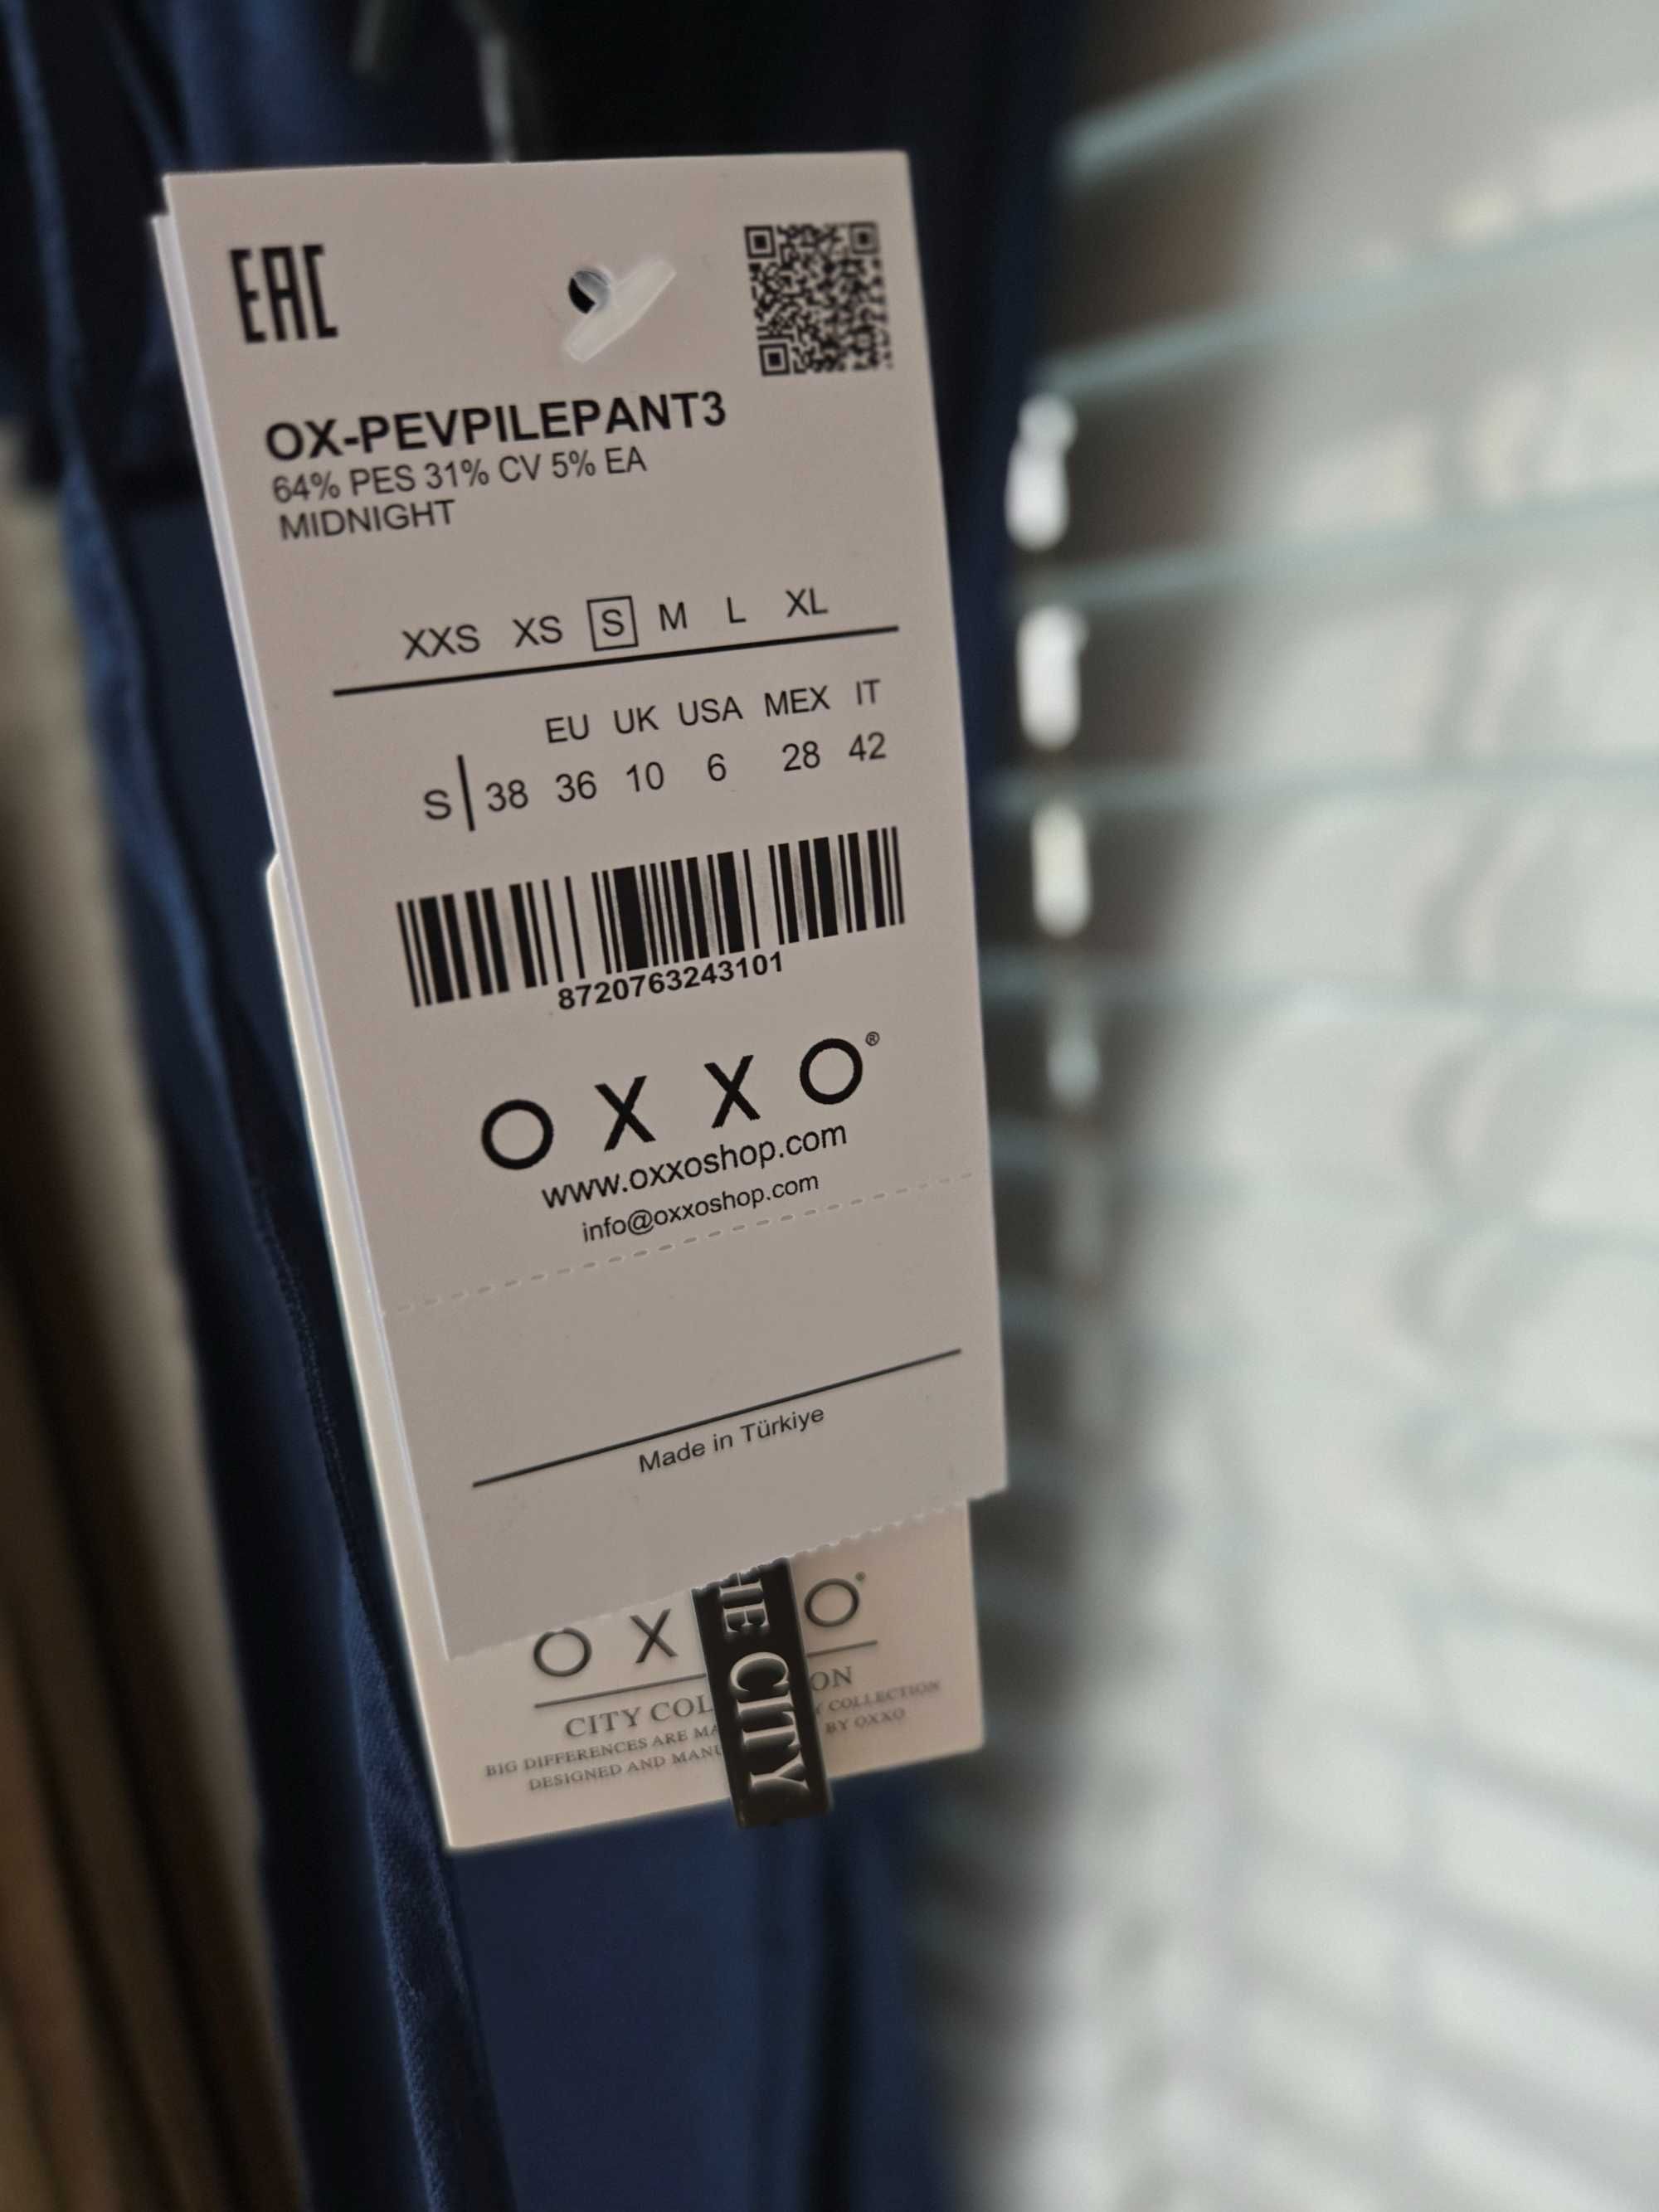 EAC
OX-PEVPILEPANT3
64% PES 31% CV 5% EA
MIDNIGHT
XXS XS S M L XL
EU UK USA MEX IT
S 38 36 10 6 28 42
8720763243101
OXXO®
www.oxxoshop.com
info@oxxoshop.com
Made in Türkiye
O X O
CITY COL ON
BIG DIFFERENCES ARE MA COLLECTION
DESIGNED AND MANU BY OXXO
HE CITY